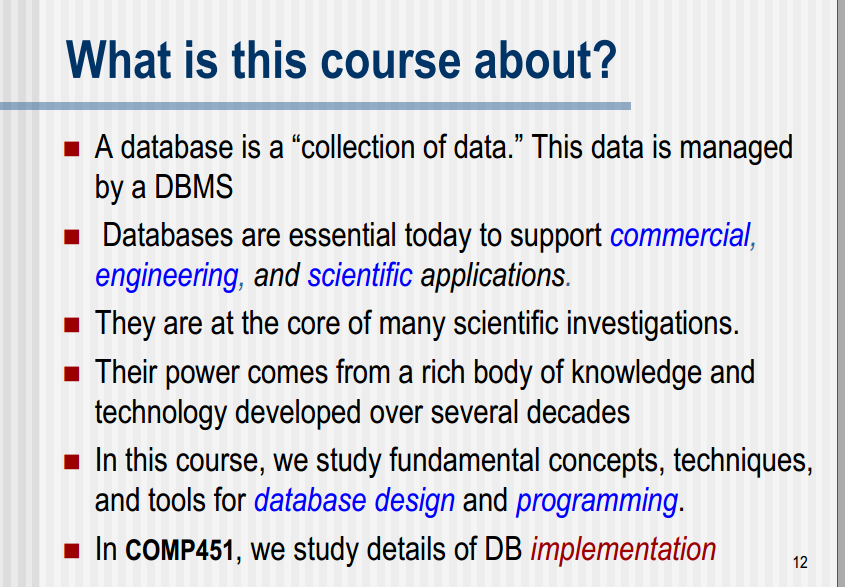 What is this course about?
A database is a “collection of data.” This data is managed
by a DBMS
Databases are essential today to support commercial,
engineering, and scientific applications.
They are at the core of many scientific investigations.
Their power comes from a rich body of knowledge and
technology developed over several decades
In this course, we study fundamental concepts, techniques,
and tools for database design and programming.
In COMP451, we study details of DB implementation
12